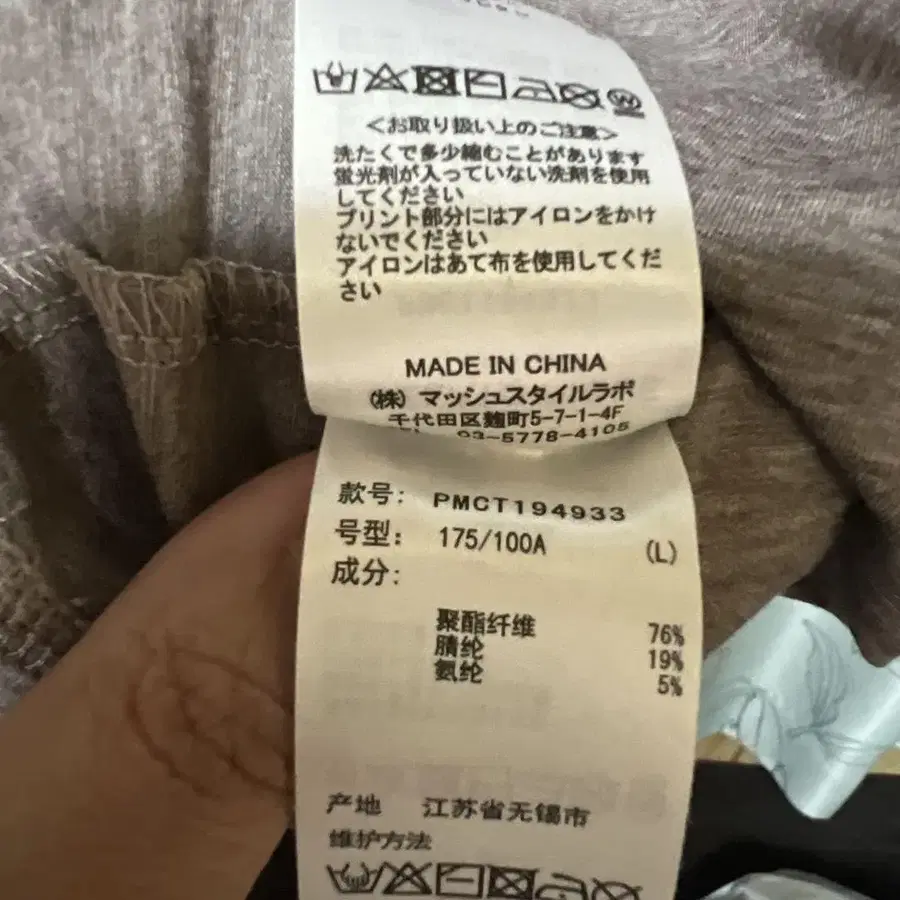 ＜お取り扱い上のご注意＞
洗たくで多少縮むことがあります
蛍光剤が入っていない洗剤を使用
してください
プリント部分にはアイロンをかけ
ないでください
アイロンはあて布を使用してくだ
さい
MADE IN CHINA
（株）マッシュスタイルラボ
千代田区麹町5-7-1-4F
TEL 03-5778-4105
款号: PMCT194933
号型: 175/100A (L)
成分:
聚酯纤维 76%
腈纶 19%
氨纶 5%
产地 江苏省无锡市
维护方法